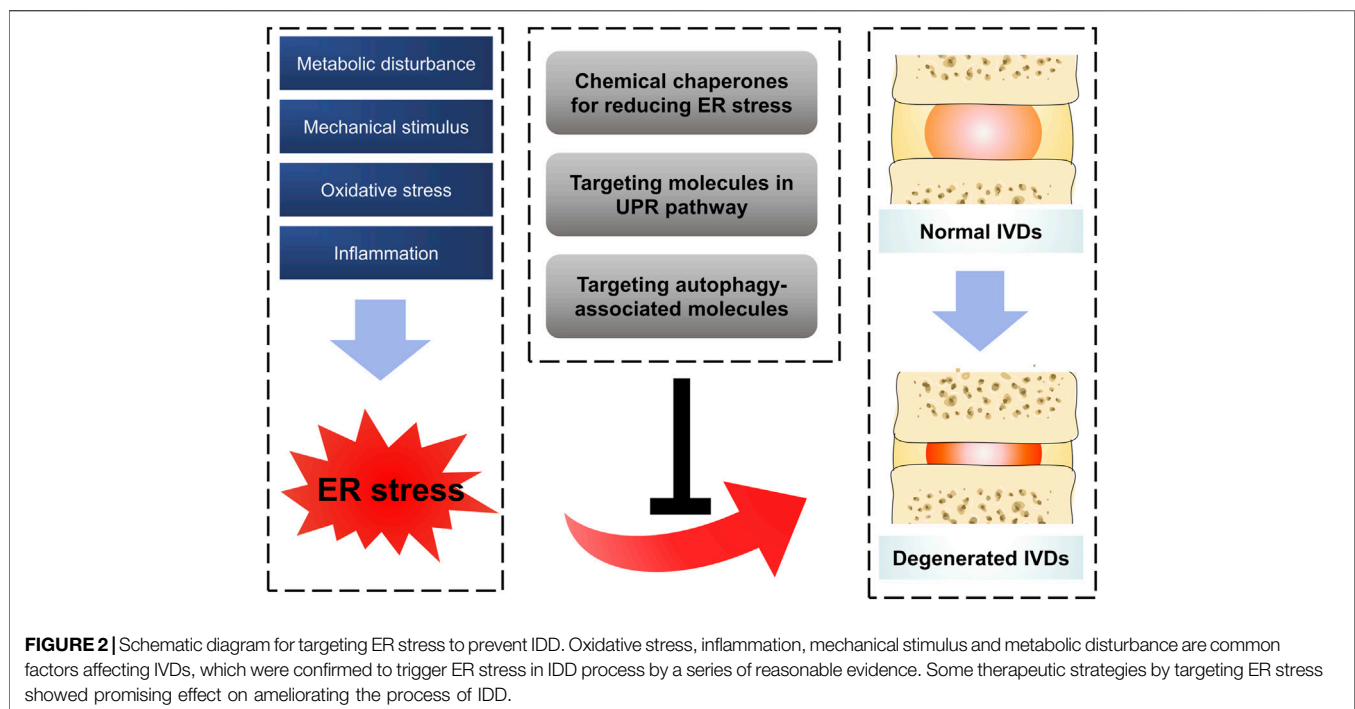 Metabolic disturbance
Mechanical stimulus
Oxidative stress
Inflammation
ER stress
Chemical chaperones
for reducing ER stress
Targeting molecules in
UPR pathway
Targeting autophagy-
associated molecules
Normal IVDs
Degenerated IVDs
FIGURE 2 | Schematic diagram for targeting ER stress to prevent IDD. Oxidative stress, inflammation, mechanical stimulus and metabolic disturbance are common
factors affecting IVDs, which were confirmed to trigger ER stress in IDD process by a series of reasonable evidence. Some therapeutic strategies by targeting ER stress
showed promising effect on ameliorating the process of IDD.